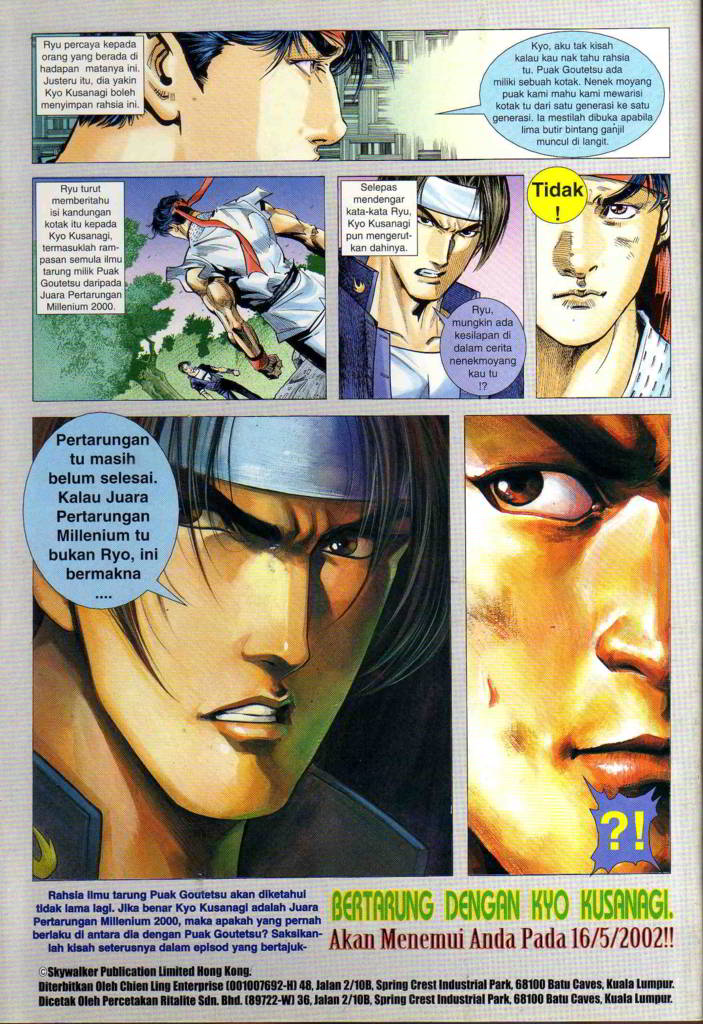 Ryu percaya kepada
orang yang berada di
hadapan matanya ini.
Justeru itu, dia yakin
Kyo Kusanagi boleh
menyimpan rahsia ini.
Kyo, aku tak kisah
kalau kau nak tahu rahsia
tu. Puak Goutetsu ada
miliki sebuah kotak. Nenek moyang
puak kami mahu kami mewarisi
kotak tu dari satu generasi ke satu
generasi. Ia mestilah dibuka apabila
lima butir bintang ganjil
muncul di langit.
Ryu turut
memberitahu
isi kandungan
kotak itu kepada
Kyo Kusanagi,
termasuklah ram-
pasan semula ilmu
tarung milik Puak
Goutetsu daripada
Juara Pertarungan
Millenium 2000.
Selepas
mendengar
kata-kata Ryu,
Kyo Kusanagi
pun mengerut-
kan dahinya.
Ryu,
mungkin ada
kesilapan di
dalam cerita
nenekmoyang
kau tu
!?
Tidak
!
Pertarungan
tu masih
belum selesai.
Kalau Juara
Pertarungan
Millenium tu
bukan Ryo, ini
bermakna
....
?!
Rahsia ilmu tarung Puak Goutetsu akan diketahui
tidak lama lagi. Jika benar Kyo Kusanagi adalah Juara
Pertarungan Millenium 2000, maka apakah yang pernah
berlaku di antara dia dengan Puak Goutetsu? Saksikan-
lah kisah seterusnya dalam episod yang bertajuk-
BERTARUNG DENGAN KYO KUSANAGI.
Akan Menemui Anda Pada 16/5/2002!!
©Skywalker Publication Limited Hong Kong.
Diterbitkan Oleh Chien Ling Enterprise (001007692-H) 48, Jalan 2/10B, Spring Crest Industrial Park, 68100 Batu Caves, Kuala Lumpur.
Dicetak Oleh Percetakan Ritalite Sdn. Bhd. (89722-W) 36, Jalan 2/10B, Spring Crest Industrial Park, 68100 Batu Caves, Kuala Lumpur.